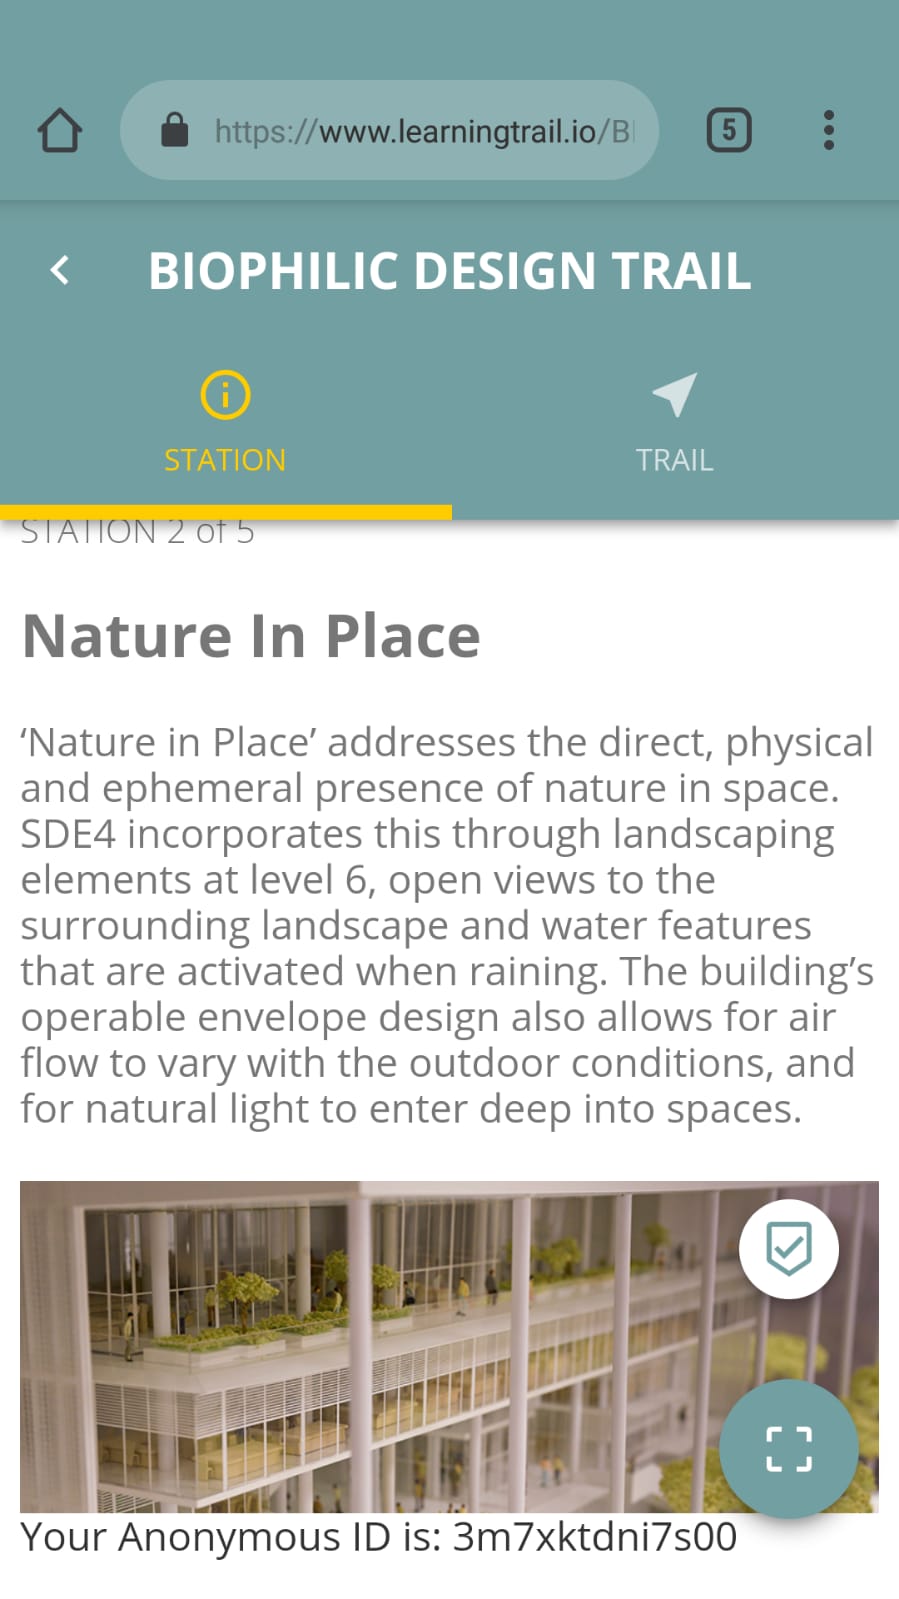 https://www.learningtrail.io/B
5
BIOPHILIC DESIGN TRAIL
STATION
TRAIL
STATION 2 of 5
Nature In Place
‘Nature in Place’ addresses the direct, physical
and ephemeral presence of nature in space.
SDE4 incorporates this through landscaping
elements at level 6, open views to the
surrounding landscape and water features
that are activated when raining. The building’s
operable envelope design also allows for air
flow to vary with the outdoor conditions, and
for natural light to enter deep into spaces.
Your Anonymous ID is: 3m7xktdni7s00